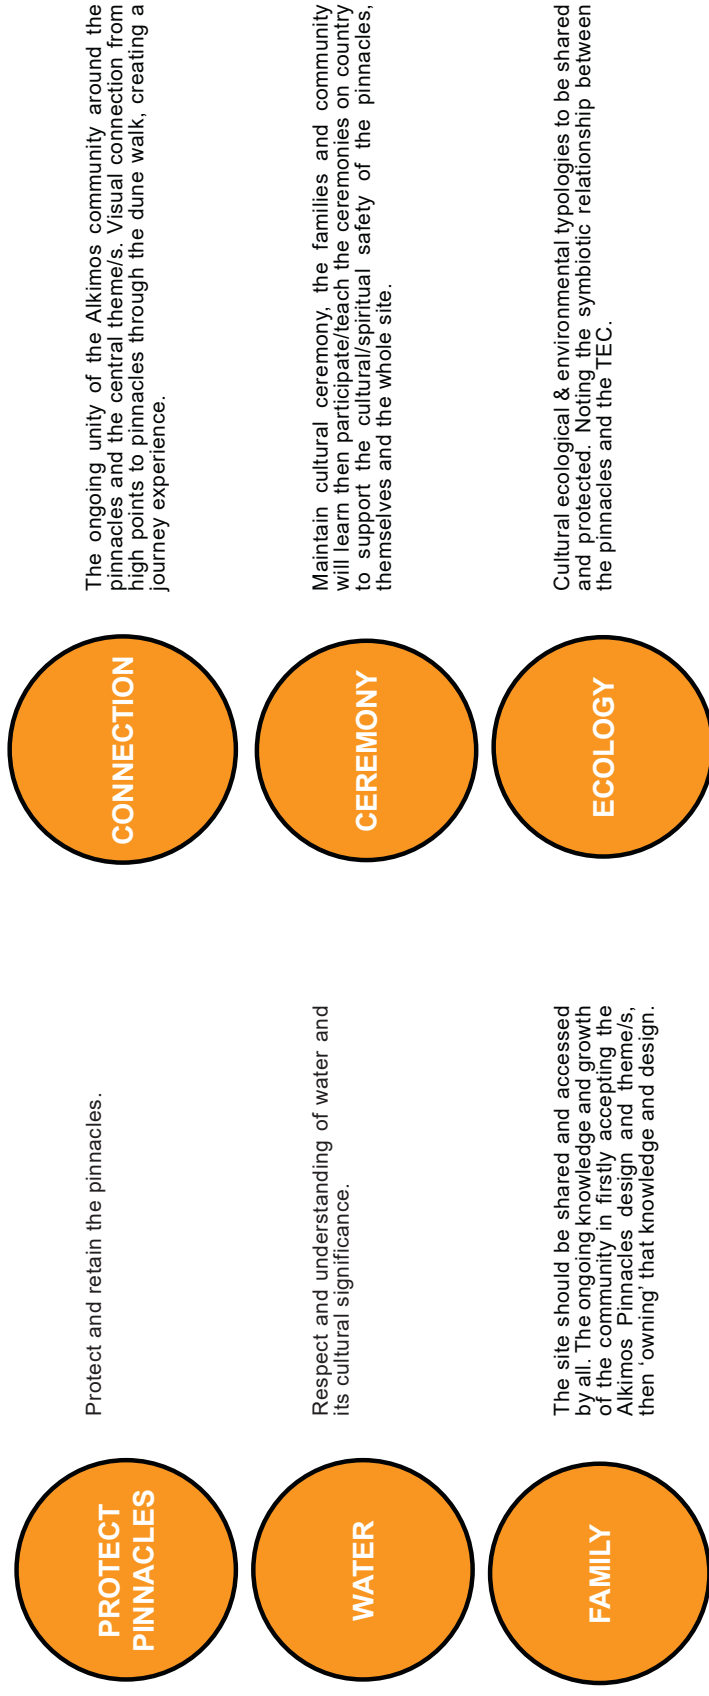 PROTECT
PINNACLES
Protect and retain the pinnacles.
WATER
Respect and understanding of water and
its cultural significance.
FAMILY
The site should be shared and accessed
by all. The ongoing knowledge and growth
of the community in firstly accepting the
Alkimos Pinnacles design and theme/s,
then ‘owning’ that knowledge and design.
CONNECTION
The ongoing unity of the Alkimos community around the
pinnacles and the central theme/s. Visual connection from
high points to pinnacles through the dune walk, creating a
journey experience.
CEREMONY
Maintain cultural ceremony, the families and community
will learn then participate/teach the ceremonies on country
to support the cultural/spiritual safety of the pinnacles,
themselves and the whole site.
ECOLOGY
Cultural ecological & environmental typologies to be shared
and protected. Noting the symbiotic relationship between
the pinnacles and the TEC.